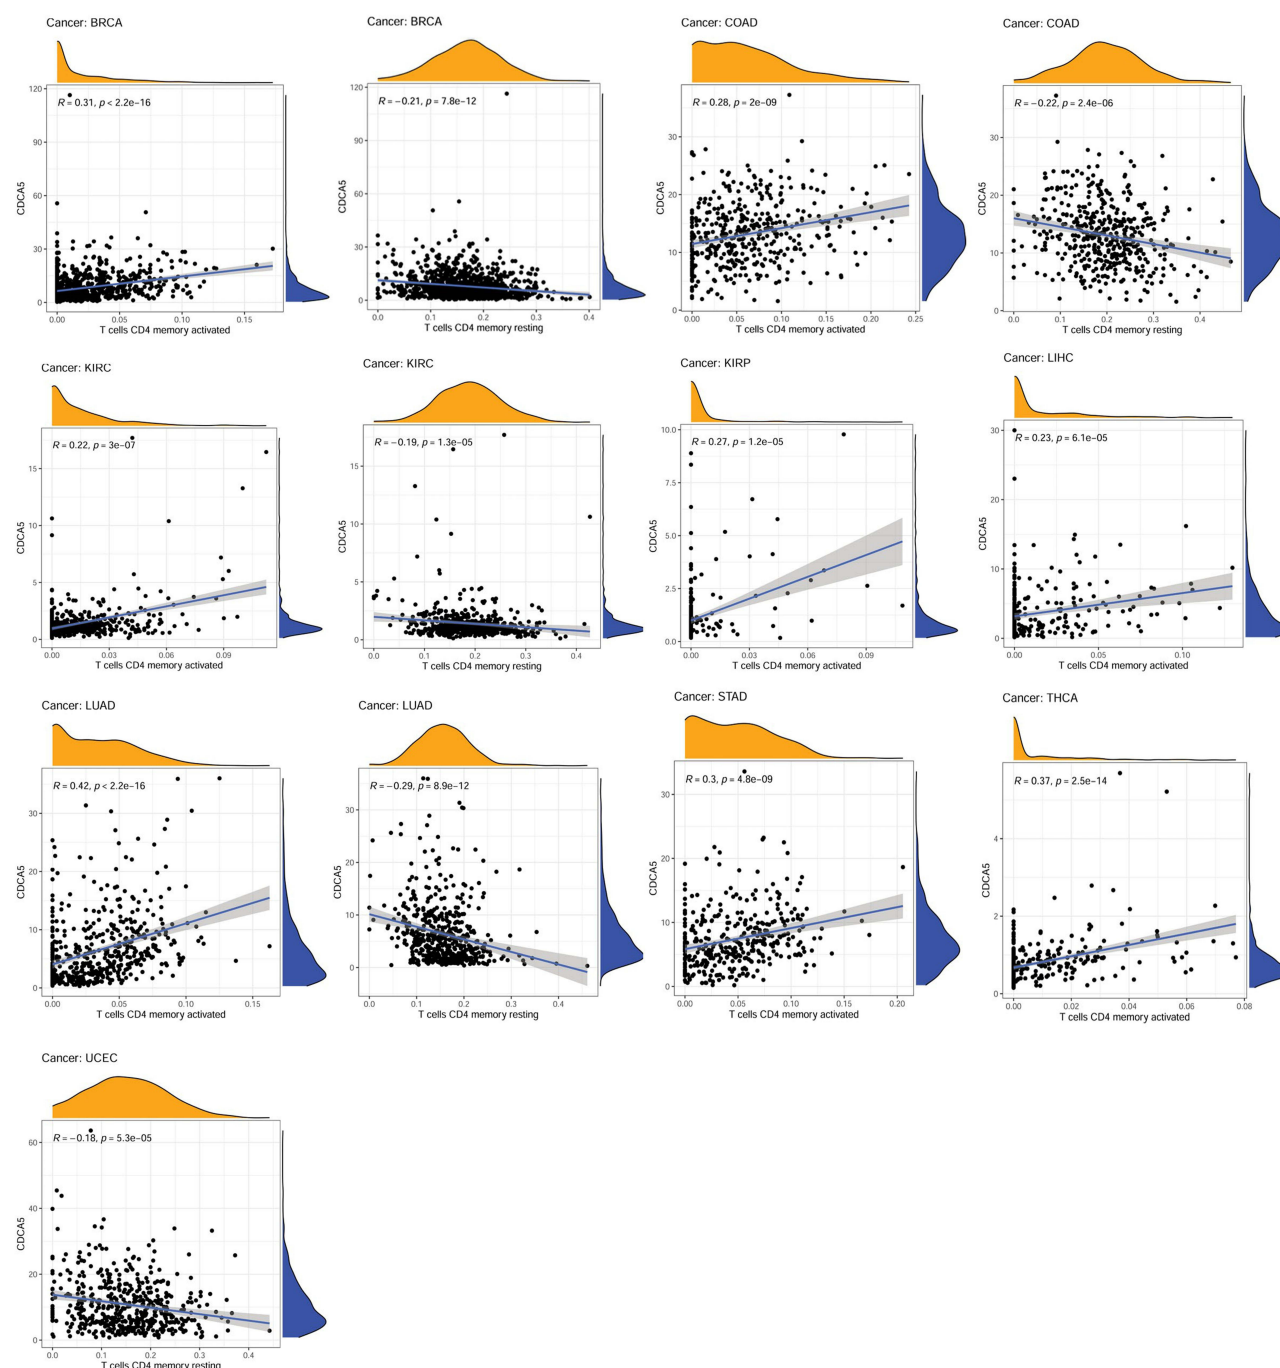 Cancer: BRCA
R = 0.31, p < 2.2e−16
CDCA5
120
90
60
30
0
0.00 0.05 0.10 0.15
T cells CD4 memory activated
Cancer: BRCA
R = −0.21, p = 7.8e−12
CDCA5
120
90
60
30
0
0.0 0.1 0.2 0.3 0.4
T cells CD4 memory resting
Cancer: COAD
R = 0.28, p = 2e−09
CDCA5
30
20
10
0
0.00 0.05 0.10 0.15 0.20 0.25
T cells CD4 memory activated
Cancer: COAD
R = −0.22, p = 2.4e−06
CDCA5
30
20
10
0
0.0 0.1 0.2 0.3 0.4
T cells CD4 memory resting
Cancer: KIRC
R = 0.22, p = 3e−07
CDCA5
15
10
5
0
0.00 0.03 0.06 0.09
T cells CD4 memory activated
Cancer: KIRC
R = −0.19, p = 1.3e−05
CDCA5
15
10
5
0
0.0 0.1 0.2 0.3 0.4
T cells CD4 memory resting
Cancer: KIRP
R = 0.27, p = 1.2e−05
CDCA5
10.0
7.5
5.0
2.5
0.0
0.00 0.03 0.06 0.09
T cells CD4 memory activated
Cancer: LIHC
R = 0.23, p = 6.1e−05
CDCA5
30
20
10
0
0.00 0.05 0.10
T cells CD4 memory activated
Cancer: LUAD
R = 0.42, p < 2.2e−16
CDCA5
30
20
10
0
0.00 0.05 0.10 0.15
T cells CD4 memory activated
Cancer: LUAD
R = −0.29, p = 8.9e−12
CDCA5
30
20
10
0
0.0 0.1 0.2 0.3 0.4
T cells CD4 memory resting
Cancer: STAD
R = 0.3, p = 4.8e−09
CDCA5
30
20
10
0
0.00 0.05 0.10 0.15 0.20
T cells CD4 memory activated
Cancer: THCA
R = 0.37, p = 2.5e−14
CDCA5
4
2
0
0.00 0.02 0.04 0.06 0.08
T cells CD4 memory activated
Cancer: UCEC
R = −0.18, p = 5.3e−05
CDCA5
60
40
20
0
0.0 0.1 0.2 0.3 0.4
T cells CD4 memory resting